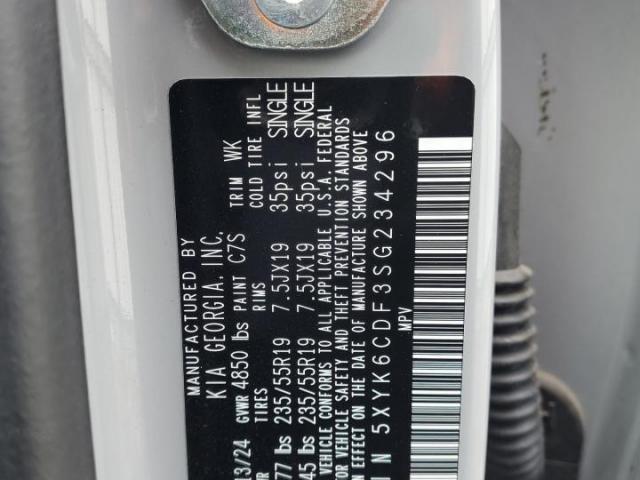 MANUFACTURED BY
KIA GEORGIA, INC.
13/24 GVWR 4850 lbs PAINT C7S TRIM WK
TIRES RIMS COLD TIRE INFL
77 lbs 235/55R19 7.5JX19 35psi SINGLE
45 lbs 235/55R19 7.5JX19 35psi SINGLE
VEHICLE CONFORMS TO ALL APPLICABLE U.S.A. FEDERAL
VEHICLE SAFETY AND THEFT PREVENTION STANDARDS
IN EFFECT ON THE DATE OF MANUFACTURE SHOWN ABOVE
5XYK6CDF3SG234296
MPV